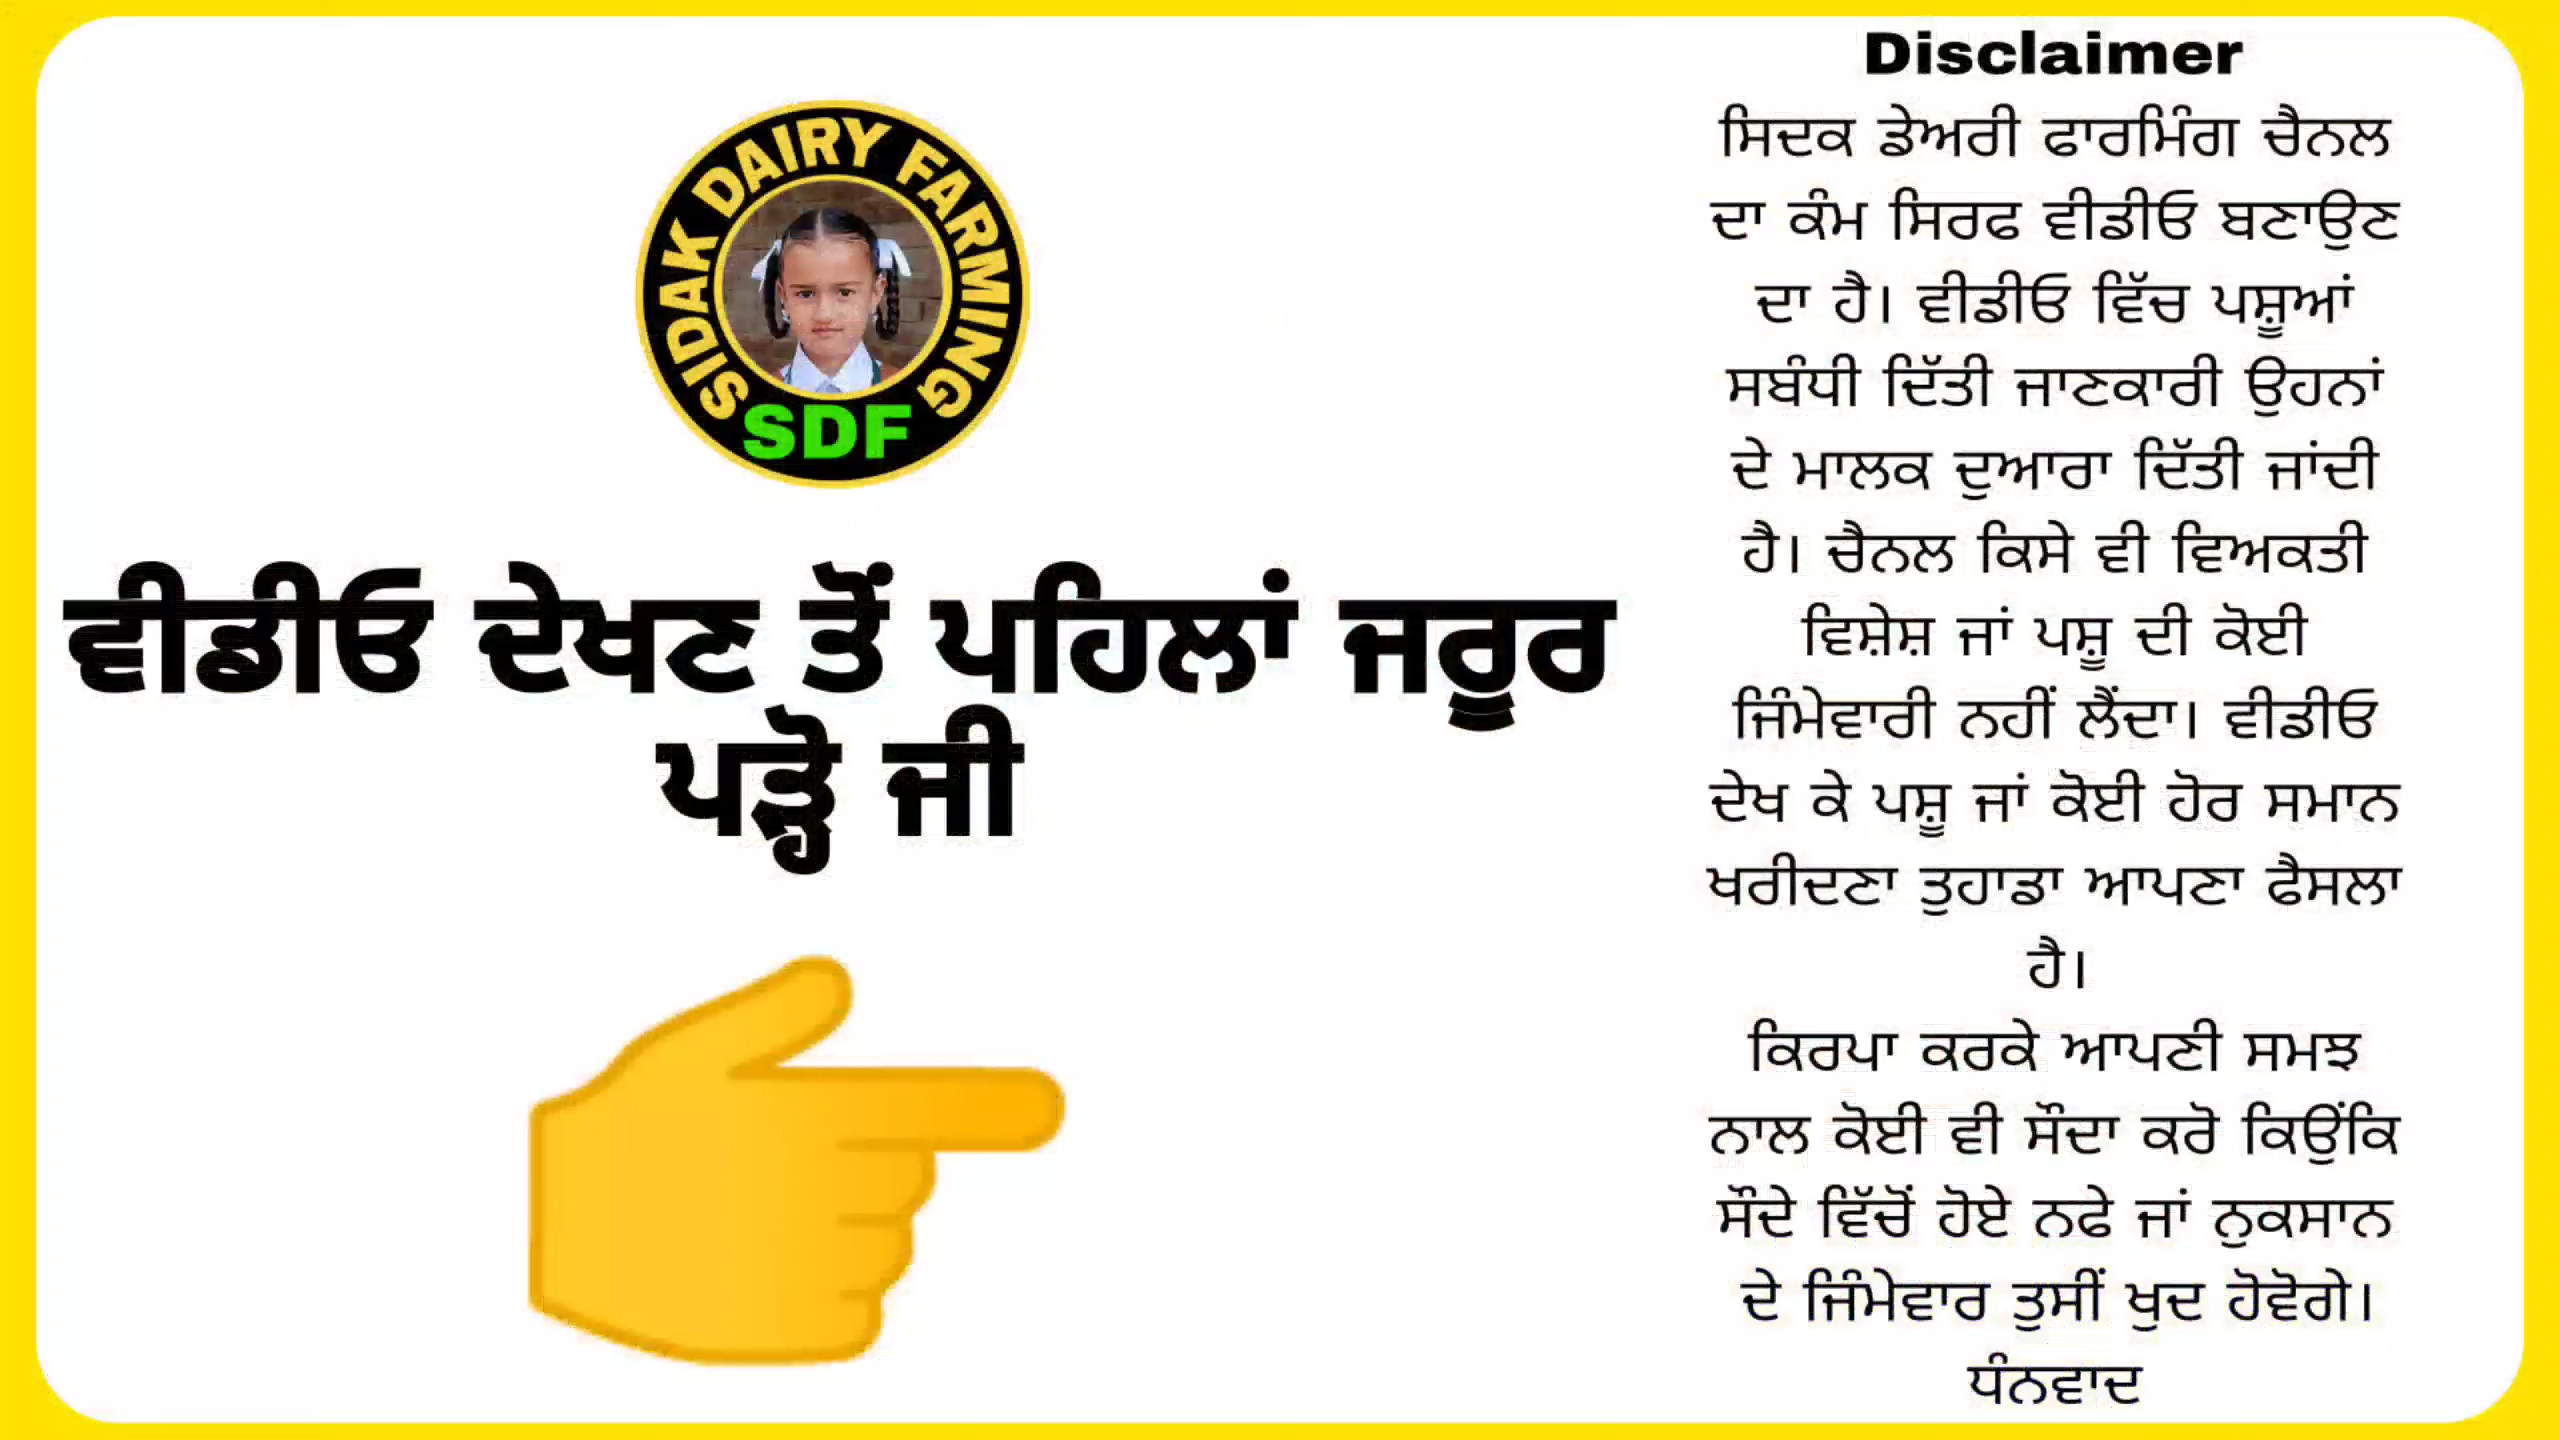 SIDAK DAIRY FARMING
SDF
ਵੀਡੀਓ ਦੇਖਣ ਤੋਂ ਪਹਿਲਾਂ ਜਰੂਰ
ਪੜ੍ਹੋ ਜੀ
Disclaimer
ਸਿਦਕ ਡੇਅਰੀ ਫਾਰਮਿੰਗ ਚੈਨਲ
ਦਾ ਕੰਮ ਸਿਰਫ ਵੀਡੀਓ ਬਣਾਉਣ
ਦਾ ਹੈ। ਵੀਡੀਓ ਵਿੱਚ ਪਸ਼ੂਆਂ
ਸਬੰਧੀ ਦਿੱਤੀ ਜਾਣਕਾਰੀ ਉਹਨਾਂ
ਦੇ ਮਾਲਕ ਦੁਆਰਾ ਦਿੱਤੀ ਜਾਂਦੀ
ਹੈ। ਚੈਨਲ ਕਿਸੇ ਵੀ ਵਿਅਕਤੀ
ਵਿਸ਼ੇਸ਼ ਜਾਂ ਪਸ਼ੂ ਦੀ ਕੋਈ
ਜਿੰਮੇਵਾਰੀ ਨਹੀਂ ਲੈਂਦਾ। ਵੀਡੀਓ
ਦੇਖ ਕੇ ਪਸ਼ੂ ਜਾਂ ਕੋਈ ਹੋਰ ਸਮਾਨ
ਖਰੀਦਣਾ ਤੁਹਾਡਾ ਆਪਣਾ ਫੈਸਲਾ
ਹੈ।
ਕਿਰਪਾ ਕਰਕੇ ਆਪਣੀ ਸਮਝ
ਨਾਲ ਕੋਈ ਵੀ ਸੌਦਾ ਕਰੋ ਕਿਉਂਕਿ
ਸੌਦੇ ਵਿੱਚੋਂ ਹੋਏ ਨਫੇ ਜਾਂ ਨੁਕਸਾਨ
ਦੇ ਜਿੰਮੇਵਾਰ ਤੁਸੀਂ ਖੁਦ ਹੋਵੋਗੇ।
ਧੰਨਵਾਦ